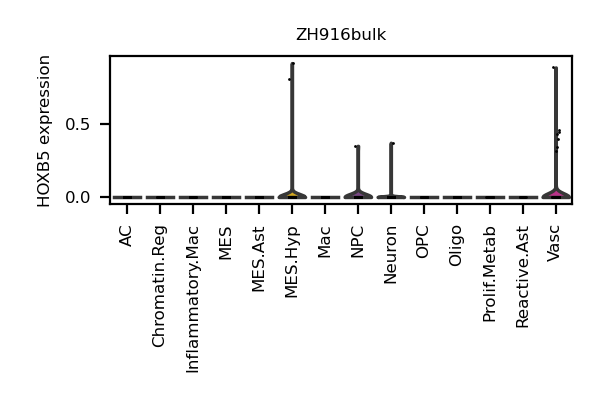 ZH916bulk
HOXB5 expression
0.5
0.0
AC
Chromatin.Reg
Inflammatory.Mac
MES
MES.Ast
MES.Hyp
Mac
NPC
Neuron
OPC
Oligo
Prolif.Metab
Reactive.Ast
Vasc